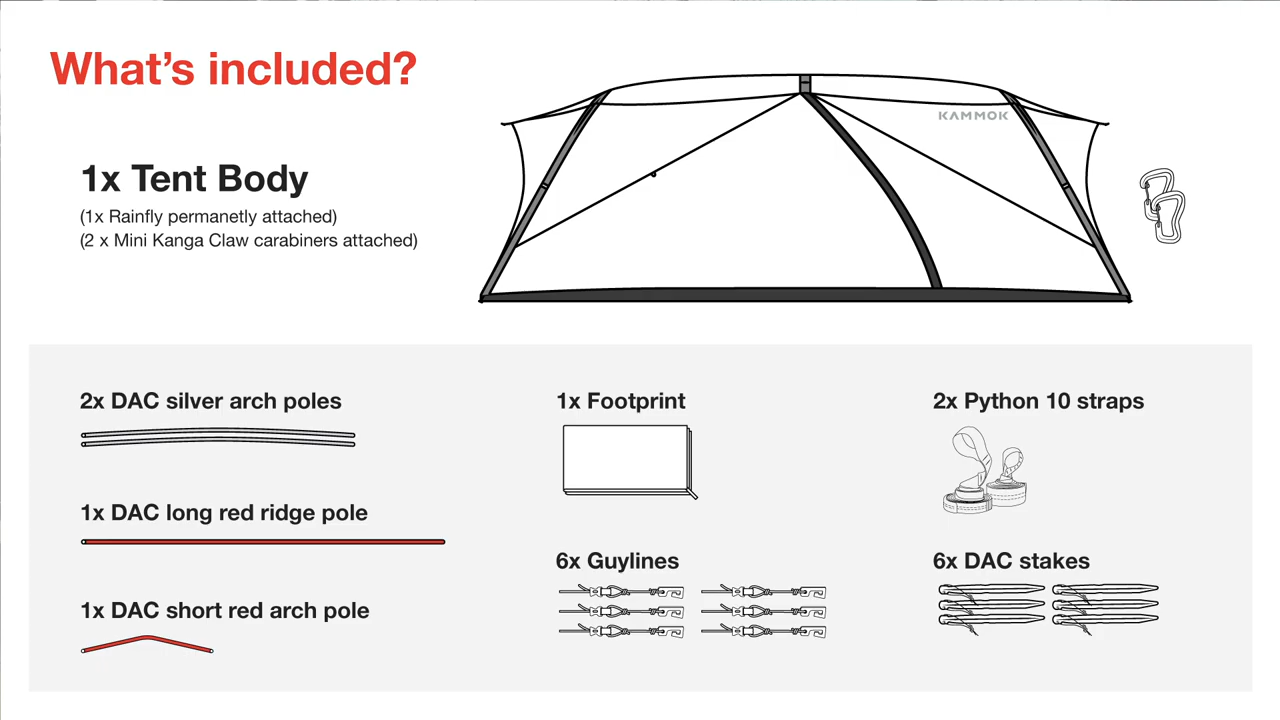 What's included?
KAMMOK
1x Tent Body
(1x Rainfly permanetly attached)
(2 x Mini Kanga Claw carabiners attached)
2x DAC silver arch poles
1x Footprint
2x Python 10 straps
1x DAC long red ridge pole
6x Guylines
6x DAC stakes
1x DAC short red arch pole